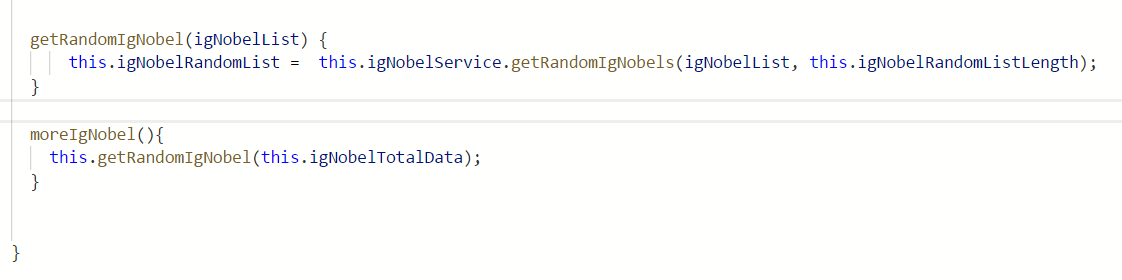 getRandomIgNobel(igNobelList) {
this.igNobelRandomList =  this.igNobelService.getRandomIgNobels(igNobelList, this.igNobelRandomListLength);
}
moreIgNobel(){
this.getRandomIgNobel(this.igNobelTotalData);
}
}